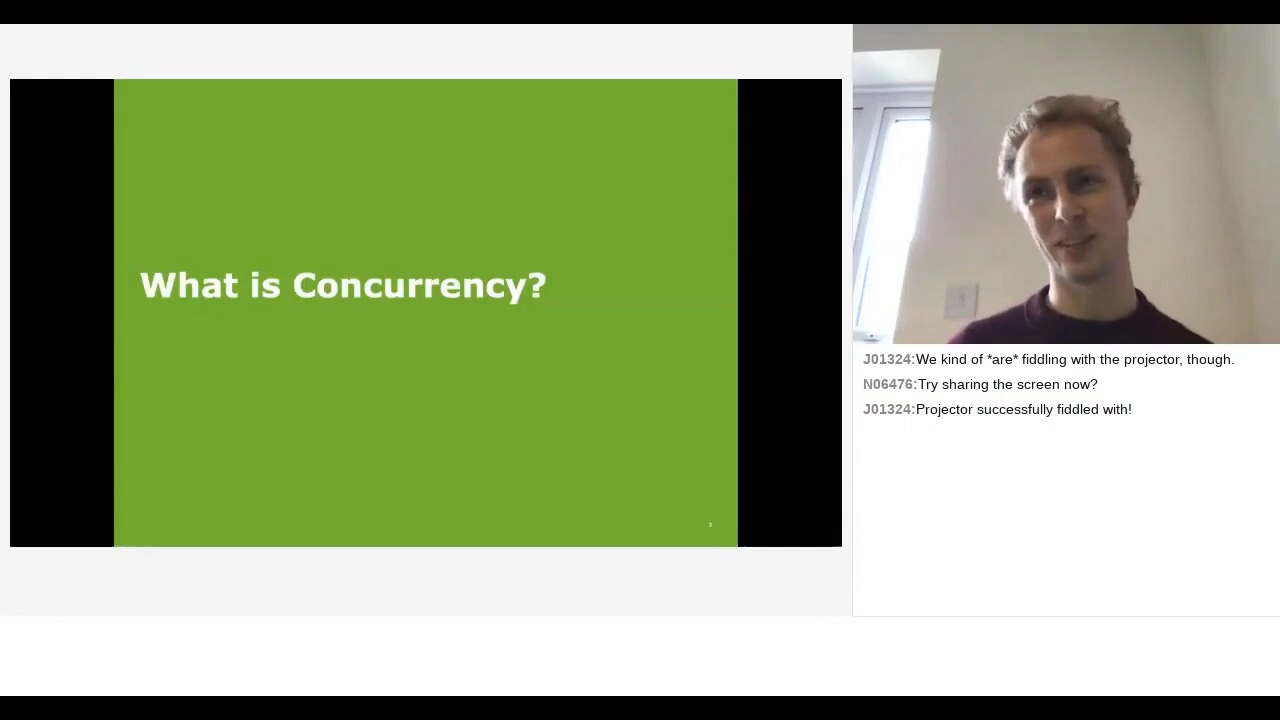 What is Concurrency?
3
J01324:We kind of *are* fiddling with the projector, though.
N06476:Try sharing the screen now?
J01324:Projector successfully fiddled with!